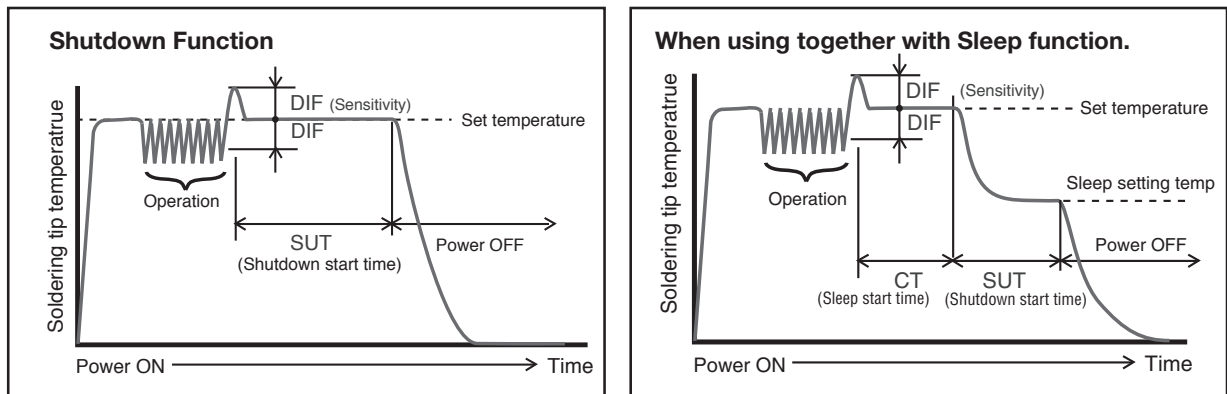 Shutdown Function
Soldering tip temperatrue
DIF (Sensitivity)
DIF
Set temperature
Operation
SUT
(Shutdown start time)
Power OFF
Power ON
Time
When using together with Sleep function.
Soldering tip temperatrue
DIF
(Sensitivity)
DIF
Set temperature
Operation
Sleep setting temp
Power OFF
CT
(Sleep start time)
SUT
(Shutdown start time)
Power ON
Time